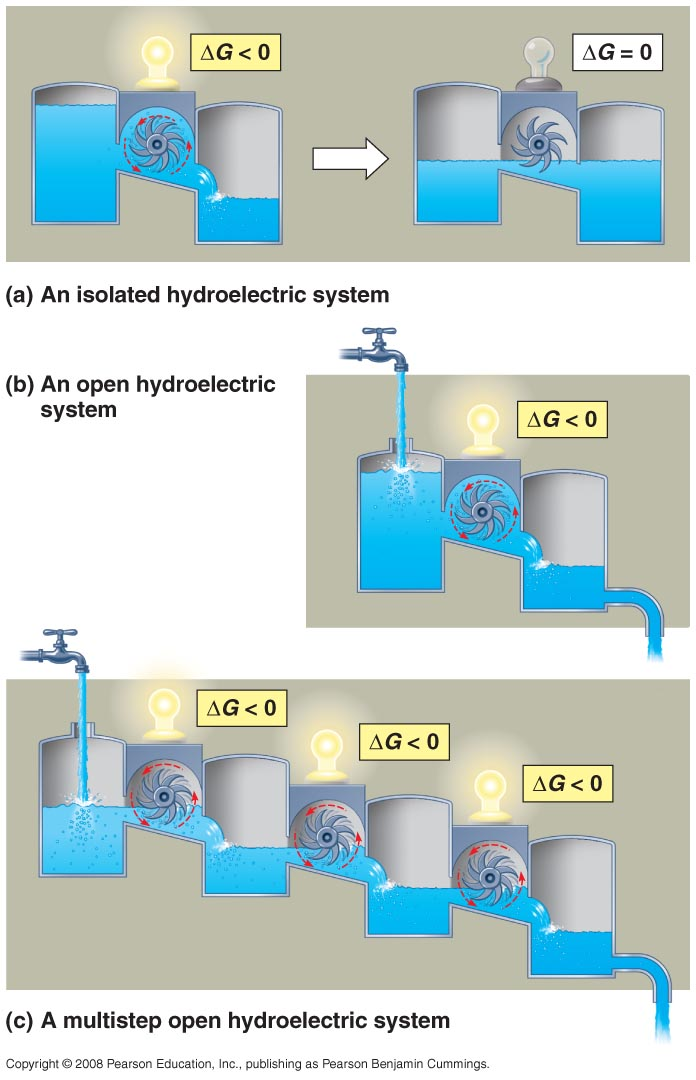 ΔG < 0
ΔG = 0
(a) An isolated hydroelectric system
(b) An open hydroelectric
system
ΔG < 0
ΔG < 0
ΔG < 0
ΔG < 0
(c) A multistep open hydroelectric system
Copyright © 2008 Pearson Education, Inc., publishing as Pearson Benjamin Cummings.